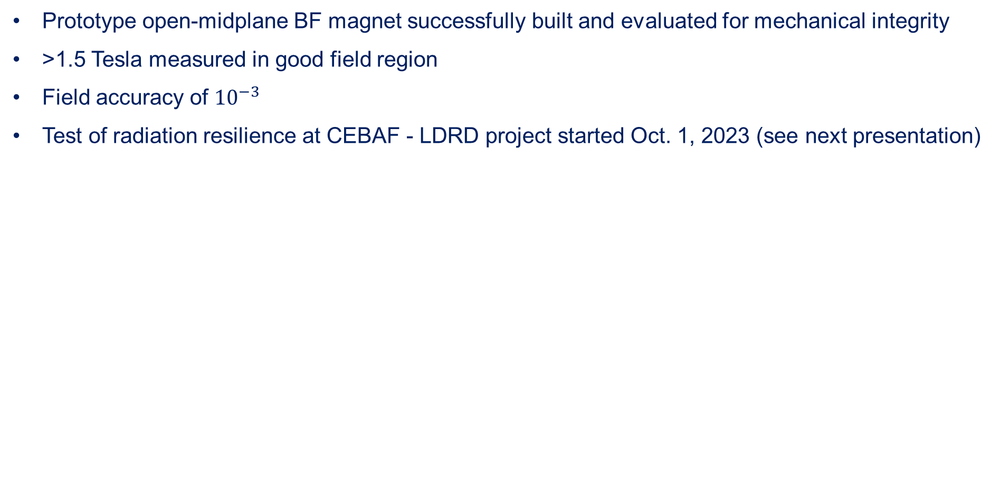 • Prototype open-midplane BF magnet successfully built and evaluated for mechanical integrity
• >1.5 Tesla measured in good field region
• Field accuracy of 10⁻³
• Test of radiation resilience at CEBAF - LDRD project started Oct. 1, 2023 (see next presentation)